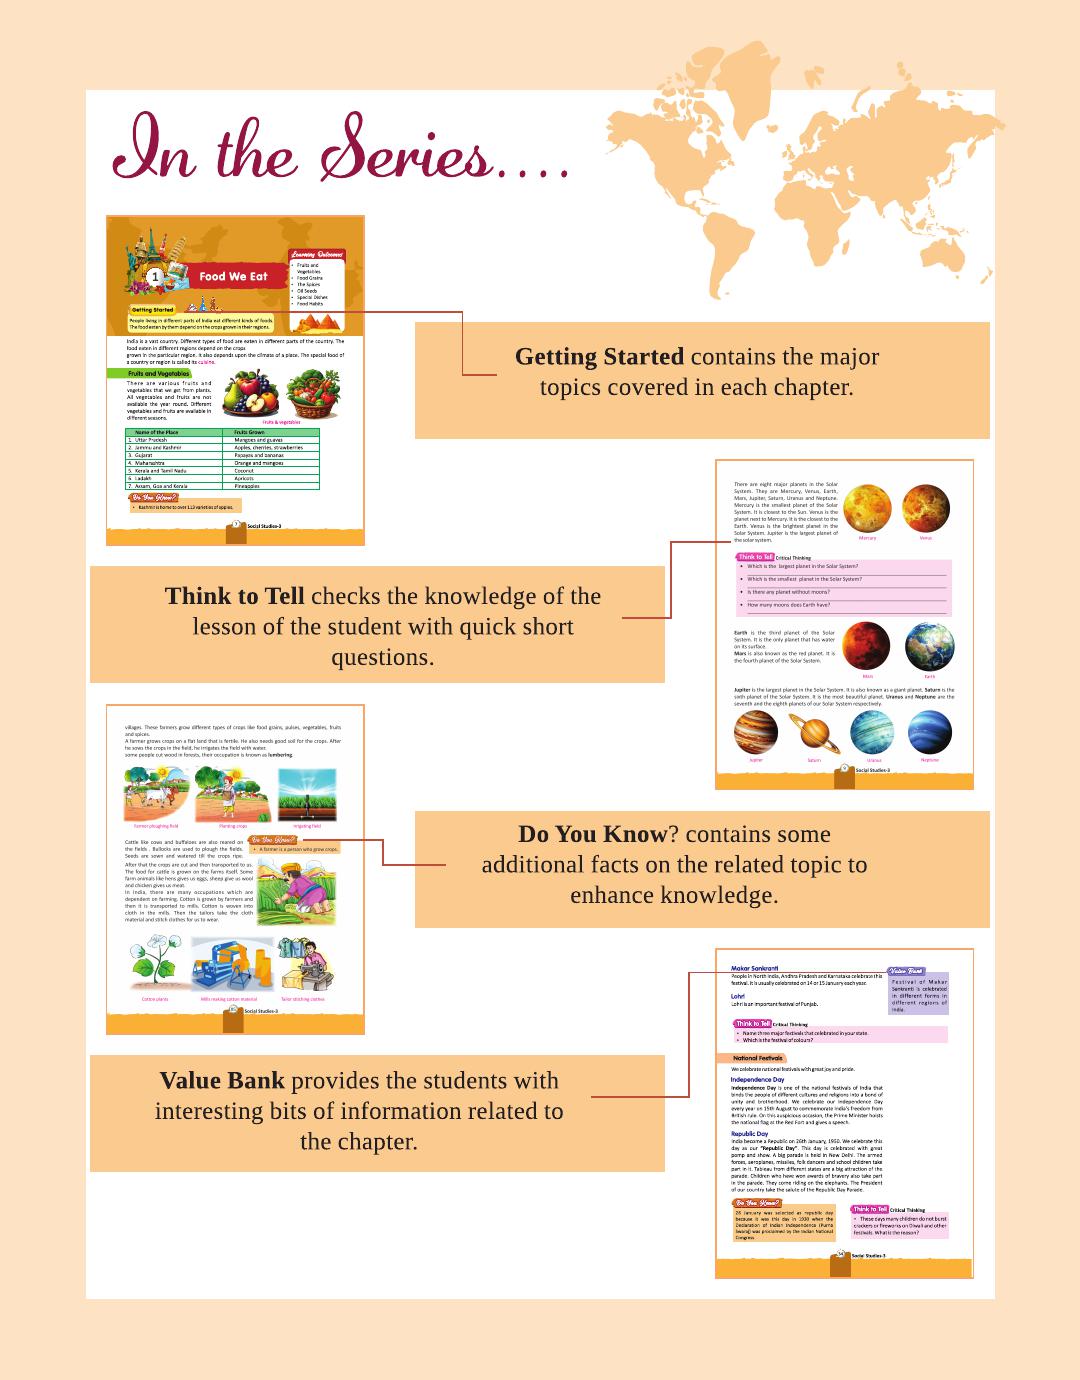 In the Series....
1
Food We Eat
Learning Outcomes
• Fruits and
Vegetables
• Food Grains
• The Spices
• Oil Seeds
• Special Dishes
• Food Habits
Getting Started
People living in different parts of India eat different kinds of foods.
The food eaten by them depend on the crops grown in their regions.
India is a vast country. Different types of food are eaten in different parts of the country. The
food eaten in different regions depend on the crops
grown in the particular region. It also depends upon the climate of a place. The special food of
a country or region is called its cuisine.
Fruits and Vegetables
There are various fruits and
vegetables that we get from plants.
All vegetables and fruits are not
available the year round. Different
vegetables and fruits are available in
different seasons.
Fruits & vegetables
Name of the Place Fruits Grown
1. Uttar Pradesh Mangoes and guavas
2. Jammu and Kashmir Apples, cherries, strawberries
3. Gujarat Papayas and bananas
4. Maharashtra Orange and mangoes
5. Kerala and Tamil Nadu Coconut
6. Ladakh Apricots
7. Assam, Goa and Kerala Pineapples
Do You Know?
• Kashmir is home to over 113 varieties of apples.
Social Studies-3
Getting Started contains the major
topics covered in each chapter.
There are eight major planets in the Solar
System. They are Mercury, Venus, Earth,
Mars, Jupiter, Saturn, Uranus and Neptune.
Mercury is the smallest planet in the Solar
System. It is closest to the Sun. Venus is the
planet next to Mercury. It is the closest to the
Earth. Venus is the brightest planet in the
Solar System. Jupiter is the largest planet of
the solar system.
Mercury
Venus
Think to Tell Critical Thinking
• Which is the largest planet in the Solar System?
• Which is the smallest planet in the Solar System?
• Is there any planet without moons?
• How many moons does Earth have?
Earth is the third planet of the Solar
System. It is the only planet that has water
on its surface.
Mars is also known as the red planet. It is
the fourth planet of the Solar System.
Mars
Earth
Jupiter is the largest planet in the Solar System. It is also known as a giant planet. Saturn is the
sixth planet of the Solar System. It is the most beautiful planet. Uranus and Neptune are the
seventh and the eighth planets of our Solar System respectively.
Jupiter
Saturn
Uranus
Neptune
Social Studies-3
Think to Tell checks the knowledge of the
lesson of the student with quick short
questions.
villages. These farmers grow different types of crops like food grains, pulses, vegetables, fruits
and spices.
A farmer grows crops on a flat land that is fertile. He also needs good soil for the crops. After
he sows the crops in the field, he irrigates the field with water.
some people cut wood in forests, their occupation is known as lumbering.
Farmer ploughing field
Planting crops
Irrigating field
Cattle like cows and buffaloes are also reared on
the fields . Bullocks are used to plough the fields.
Seeds are sown and watered till the crops ripe.
Do You Know?
• A farmer is a person who grow crops.
After that the crops are cut and then transported to us.
The food for cattle is grown on the farms itself. Some
farm animals like hens gives us eggs, sheep give us wool
and chicken gives us meat.
In India, there are many occupations which are
dependent on farming. Cotton is grown by farmers and
then it is transported to mills. Cotton is woven into
cloth in the mills. Then the tailors take the cloth
material and stitch clothes for us to wear.
Cotton plants
Mills making cotton material
Tailor stitching clothes
Social Studies-3
Do You Know? contains some
additional facts on the related topic to
enhance knowledge.
Makar Sankranti
People in North India, Andhra Pradesh and Karnataka celebrate this
festival. It is usually celebrated on 14 or 15 January each year.
Lohri
Lohri is an important festival of Punjab.
Value Bank
Festival of Makar
Sankranti is celebrated
in different forms in
different regions of
India.
Think to Tell Critical Thinking
• Name three major festivals that celebrated in your state.
• Which is the festival of colours?
National Festivals
We celebrate national festivals with great joy and pride.
Independence Day
Independence Day is one of the national festivals of India that
binds the people of different cultures and religions into a bond of
unity and brotherhood. We celebrate our Independence Day
every year on 15th August to commemorate India's freedom from
British rule. On this auspicious occasion, the Prime Minister hoists
the national flag at the Red Fort and gives a speech.
Republic Day
India become a Republic on 26th January, 1950. We celebrate this
day as our "Republic Day". This day is celebrated with great
pomp and show. A big parade is held in New Delhi. The armed
forces, aeroplanes, missiles, folk dancers and school children take
part in it. Tableau from different states are a big attraction of the
parade. Children who have won awards of bravery also take part
in the parade. They come riding on the elephants. The President
of our country take the salute of the Republic Day Parade.
Do You Know?
26 January was selected as republic day
because it was this day in 1930 when the
Declaration of Indian Independence (Purna
Swaraj) was proclaimed by the Indian National
Congress.
Think to Tell Critical Thinking
• These days many children do not burst
crackers or fireworks on Diwali and other
festivals. What is the reason?
Social Studies-3
Value Bank provides the students with
interesting bits of information related to
the chapter.